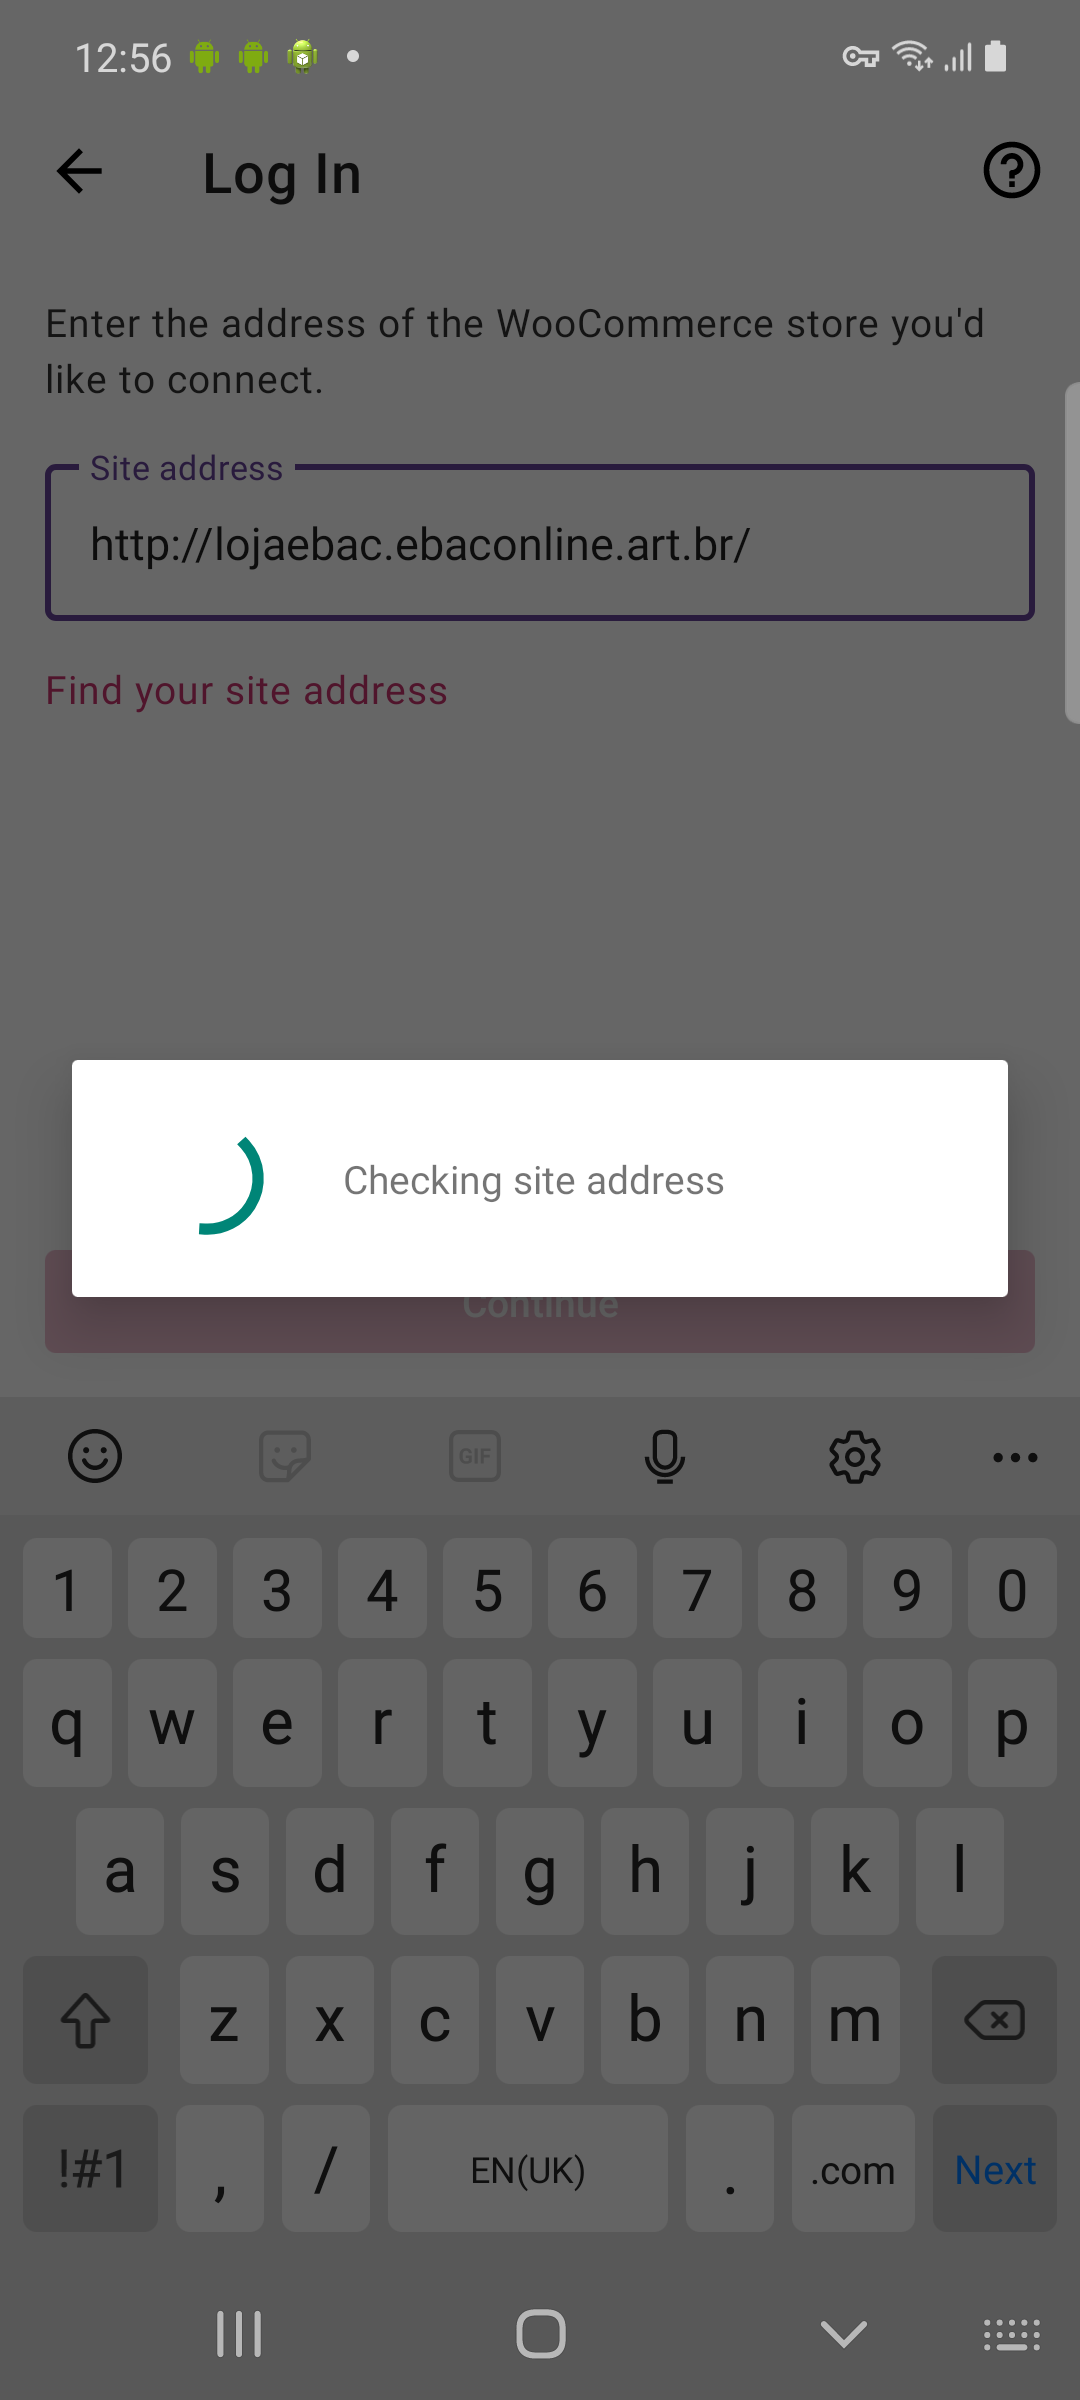 12:56
Log In
Enter the address of the WooCommerce store you'd
like to connect.
Site address
http://lojaebac.ebaconline.art.br/
Find your site address
Checking site address
Continue
GIF
1 2 3 4 5 6 7 8 9 0
q w e r t y u i o p
a s d f g h j k l
z x c v b n m
!#1 , / EN(UK) . .com Next